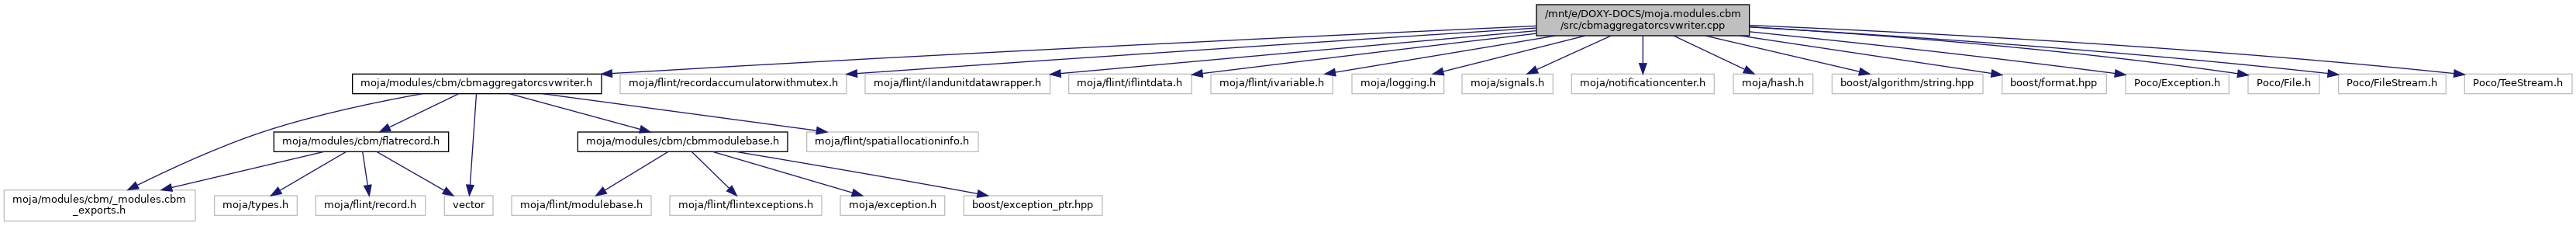 /mnt/e/DOXY-DOCS/moja.modules.cbm
/src/cbmaggregatorcsvwriter.cpp
moja/modules/cbm/cbmaggregatorcsvwriter.h
moja/flint/recordaccumulatorwithmutex.h
moja/flint/ilandunitdatawrapper.h
moja/flint/iflintdata.h
moja/flint/ivariable.h
moja/logging.h
moja/signals.h
moja/notificationcenter.h
moja/hash.h
boost/algorithm/string.hpp
boost/format.hpp
Poco/Exception.h
Poco/File.h
Poco/FileStream.h
Poco/TeeStream.h
moja/modules/cbm/flatrecord.h
moja/modules/cbm/cbmmodulebase.h
moja/flint/spatiallocationinfo.h
moja/modules/cbm/_modules.cbm
_exports.h
moja/types.h
moja/flint/record.h
vector
moja/flint/modulebase.h
moja/flint/flintexceptions.h
moja/exception.h
boost/exception_ptr.hpp